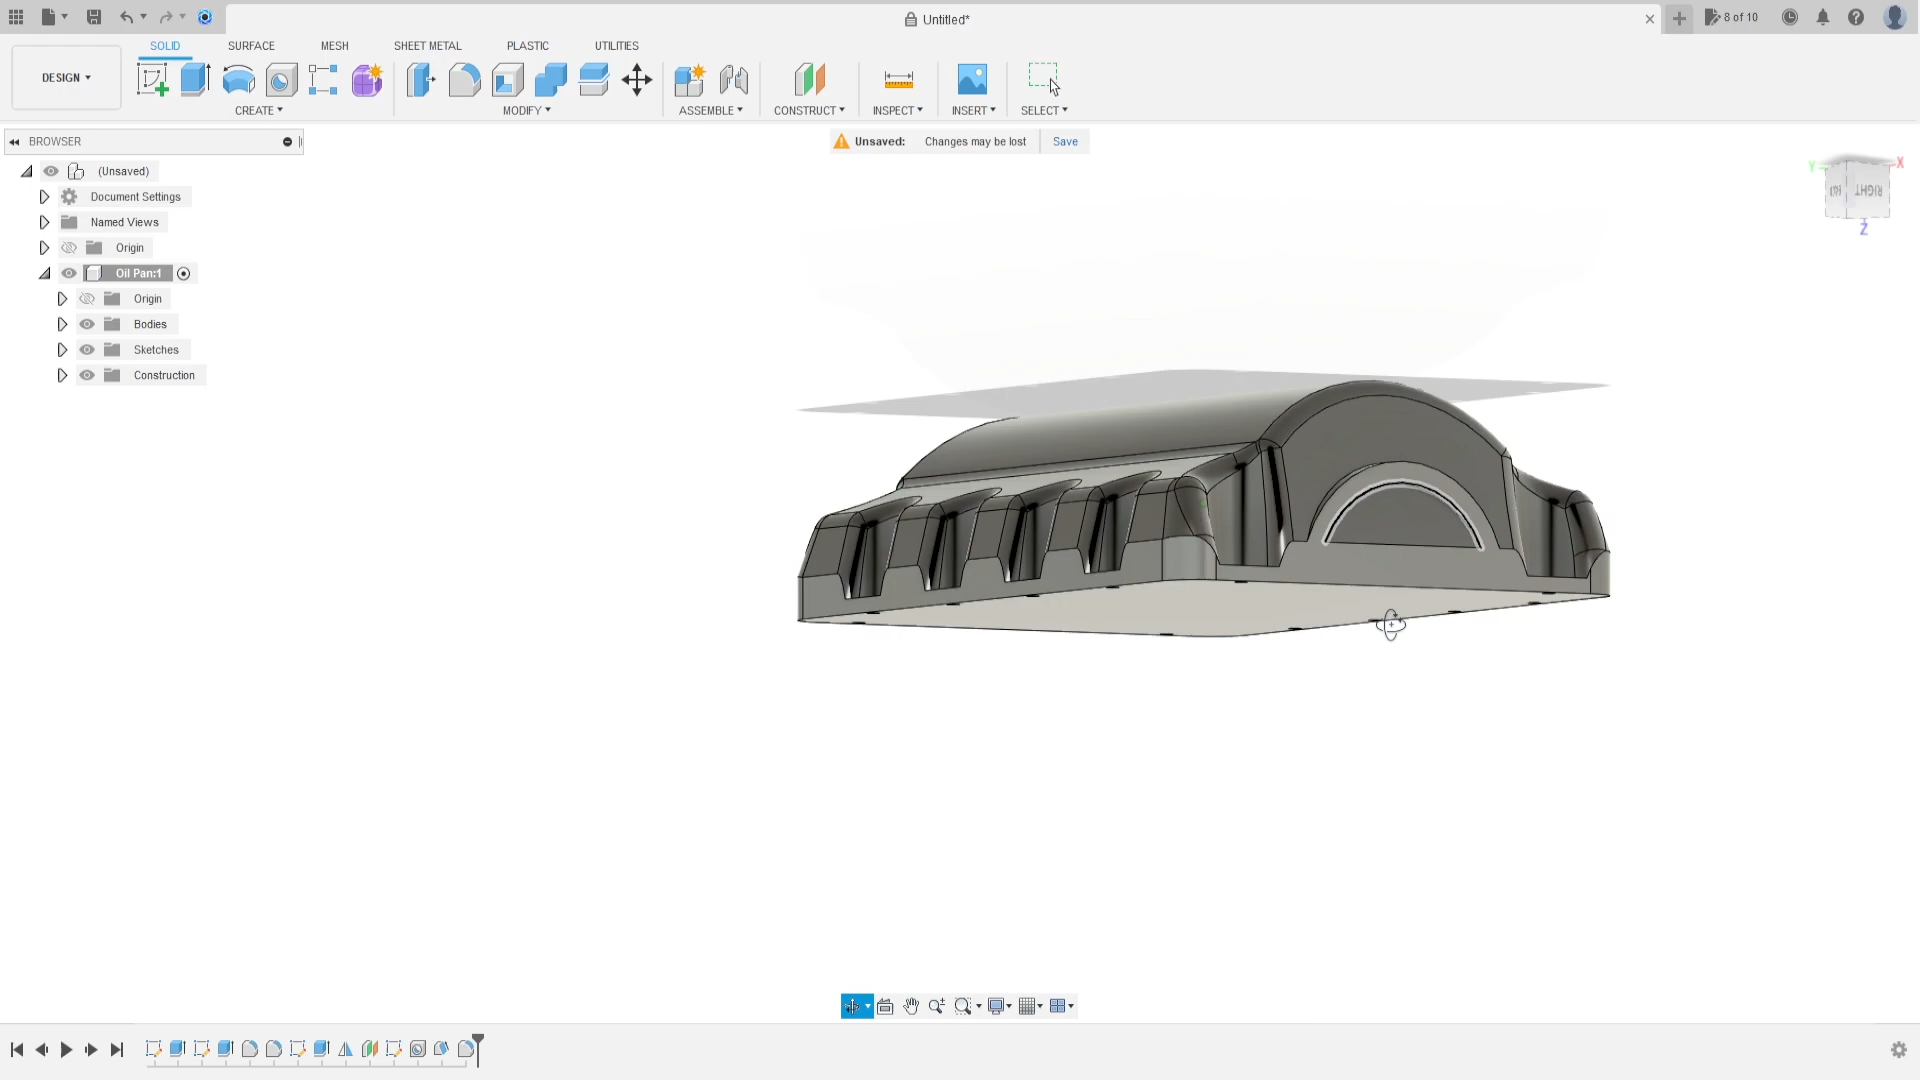 Untitled*
8 of 10
DESIGN
SOLID
SURFACE
MESH
SHEET METAL
PLASTIC
UTILITIES
CREATE
MODIFY
ASSEMBLE
CONSTRUCT
INSPECT
INSERT
SELECT
BROWSER
Unsaved: Changes may be lost Save
(Unsaved)
Document Settings
Named Views
Origin
Oil Pan:1
Origin
Bodies
Sketches
Construction
Y
X
RIGHT
Z